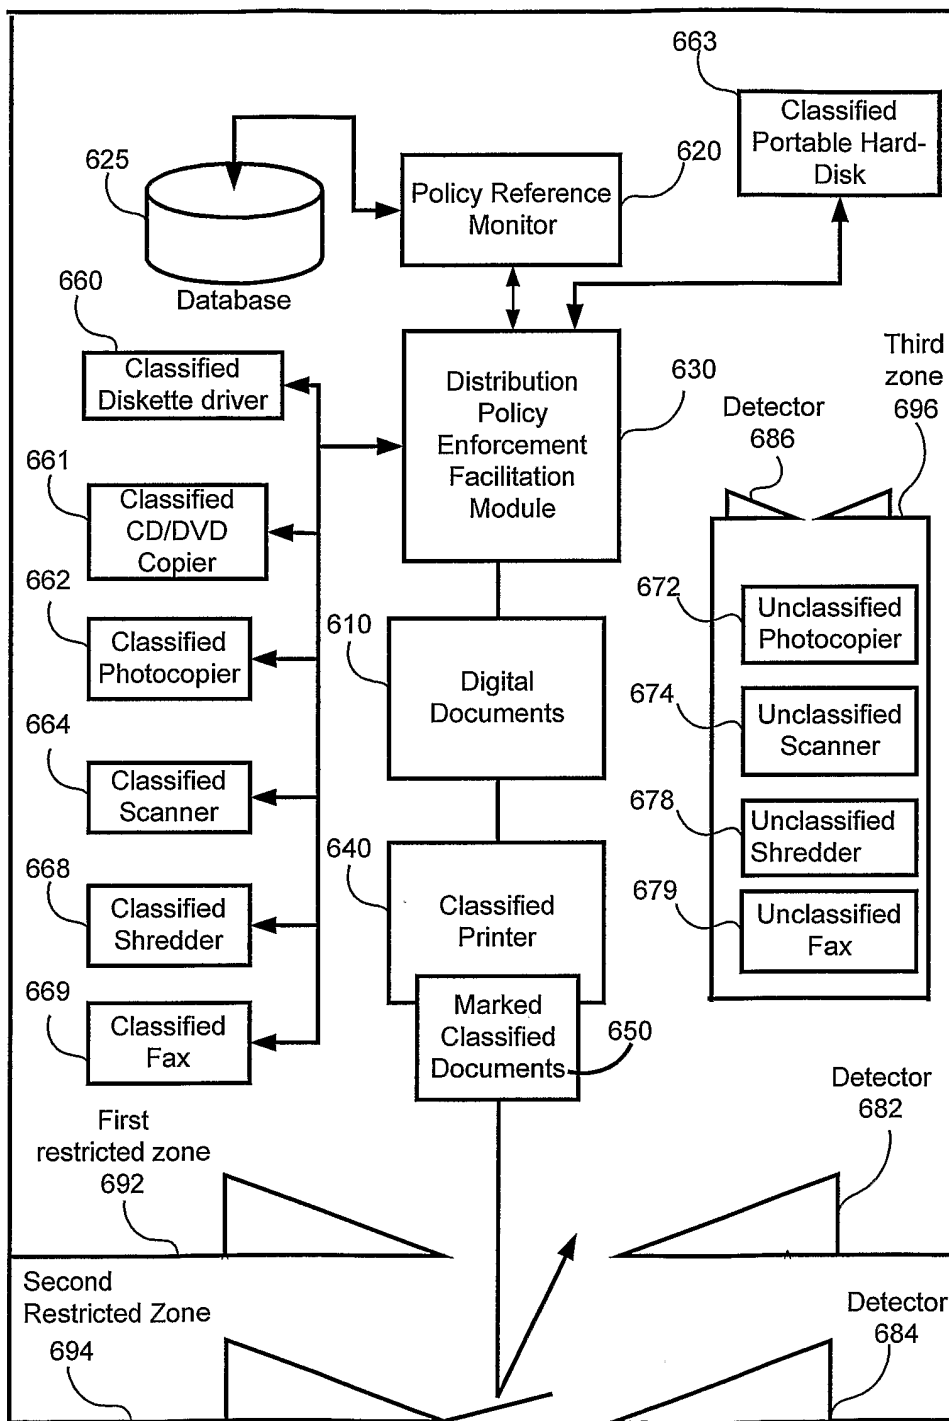 663
Classified
Portable Hard-
Disk
625
620
Policy Reference
Monitor
Database
660
Classified
Diskette driver
Distribution
Policy
Enforcement
Facilitation
Module
630
Third
zone
696
Detector
686
661
Classified
CD/DVD
Copier
662
Classified
Photocopier
610
Digital
Documents
672
Unclassified
Photocopier
674
Unclassified
Scanner
664
Classified
Scanner
678
Unclassified
Shredder
640
Classified
Printer
679
Unclassified
Fax
668
Classified
Shredder
669
Classified
Fax
Marked
Classified
Documents
650
First
restricted zone
692
Detector
682
Second
Restricted Zone
694
Detector
684